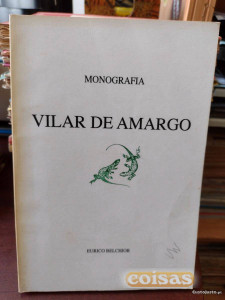 MONOGRAFIA
VILAR DE AMARGO
EURICO BELCHIOR
coisas